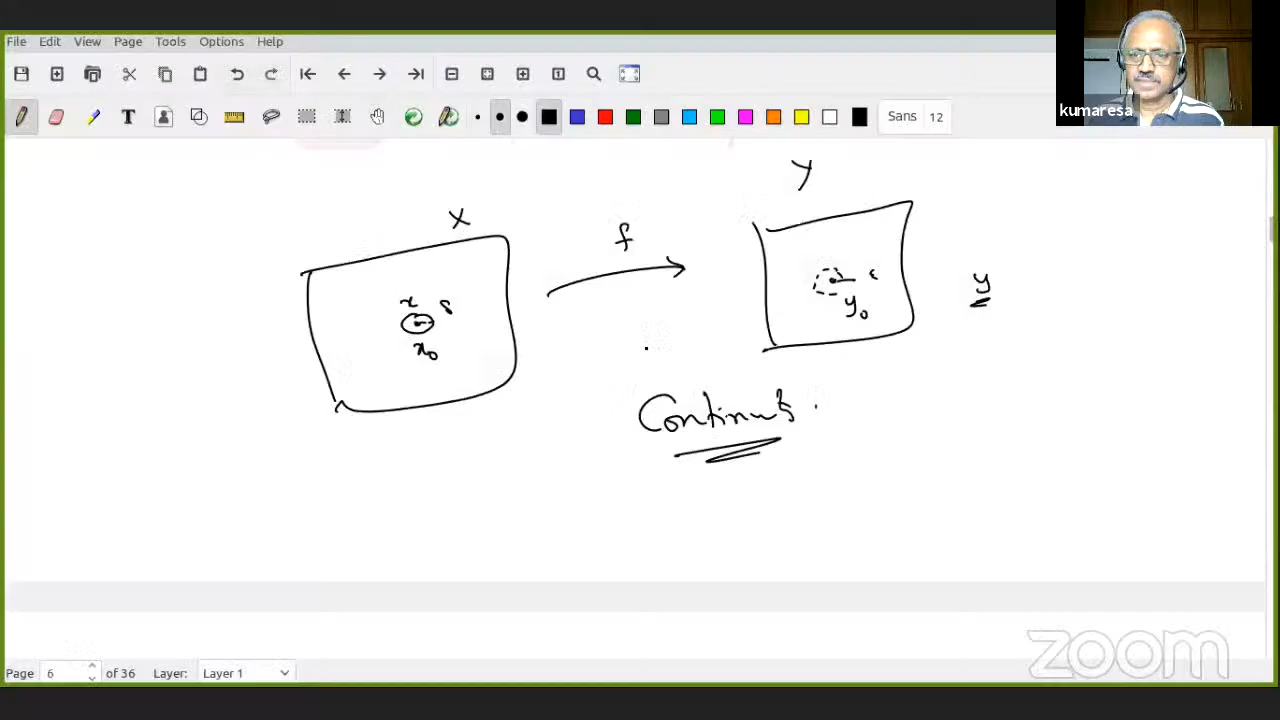 File Edit View Page Tools Options Help
kumaresa
Sans 12
X
Y
f
x
δ
x₀
ε
y₀
y
zoom
Page 6 of 36 Layer: Layer 1